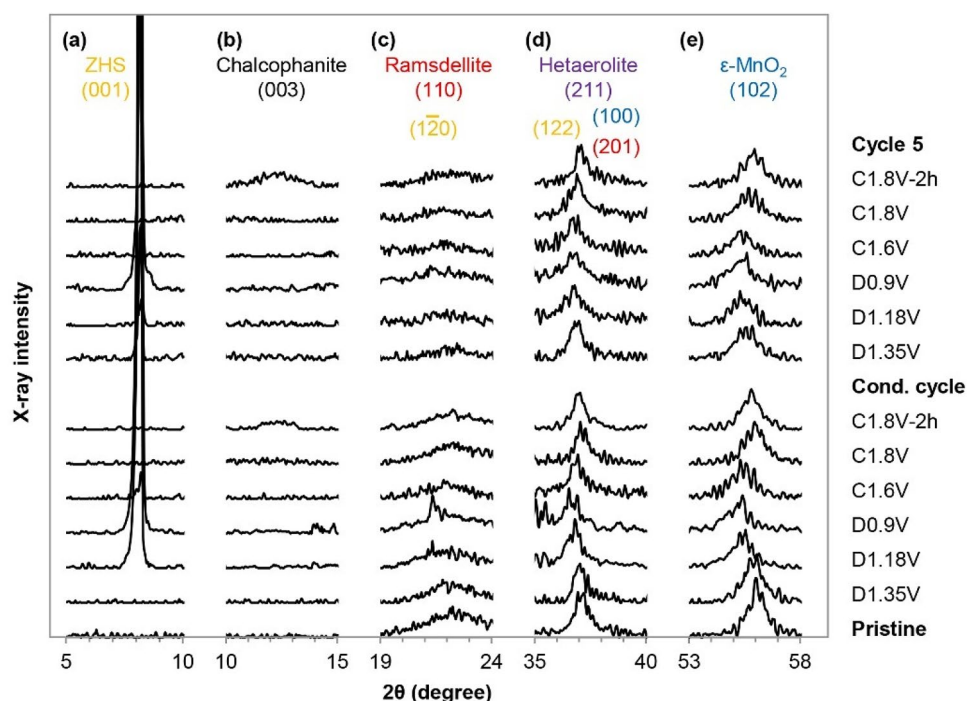 (a) (b) (c) (d) (e)
ZHS Chalcophanite Ramsdellite Hetaerolite ε-MnO₂
(001) (003) (110) (211) (102)
(12̅0) (122) (100)
(201)
Cycle 5
C1.8V-2h
C1.8V
C1.6V
D0.9V
D1.18V
D1.35V
Cond. cycle
C1.8V-2h
C1.8V
C1.6V
D0.9V
D1.18V
D1.35V
Pristine
X-ray intensity
5 10 10 15 19 24 35 40 53 58
2θ (degree)